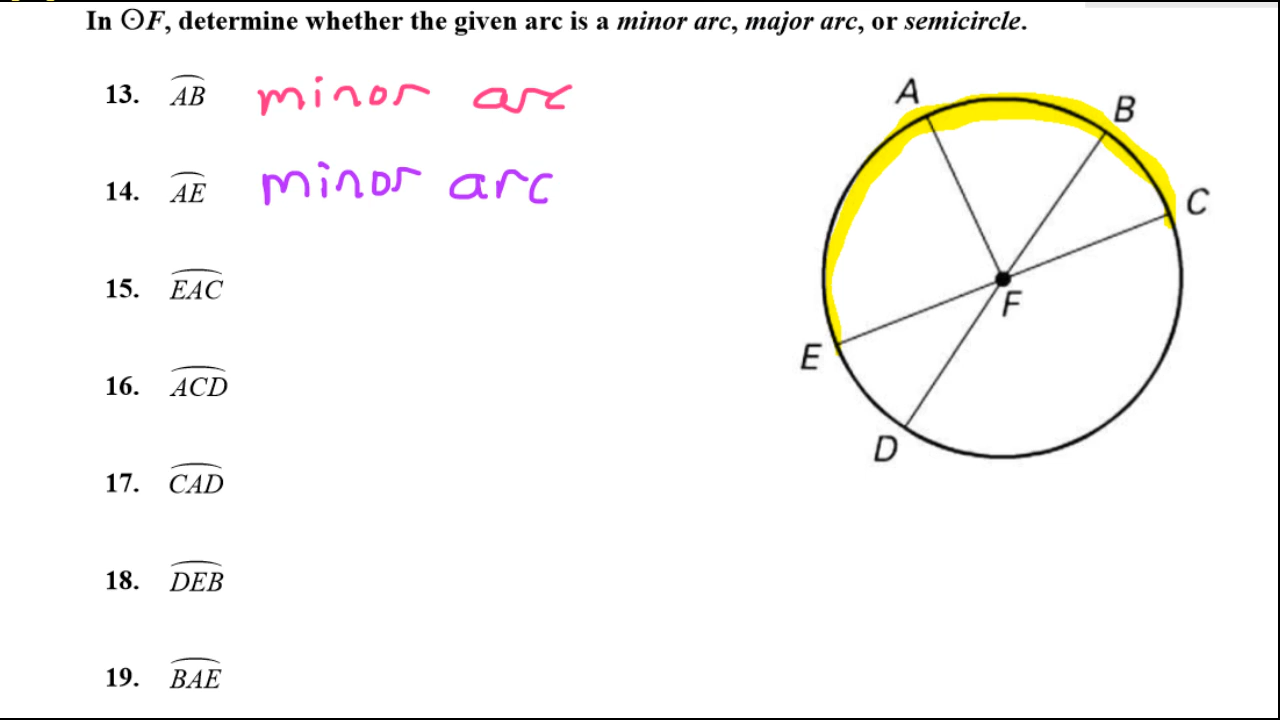 In ⊙F, determine whether the given arc is a minor arc, major arc, or semicircle.
13. AB minor arc
14. AE minor arc
15. EAC
16. ACD
17. CAD
18. DEB
19. BAE
A
B
C
F
E
D